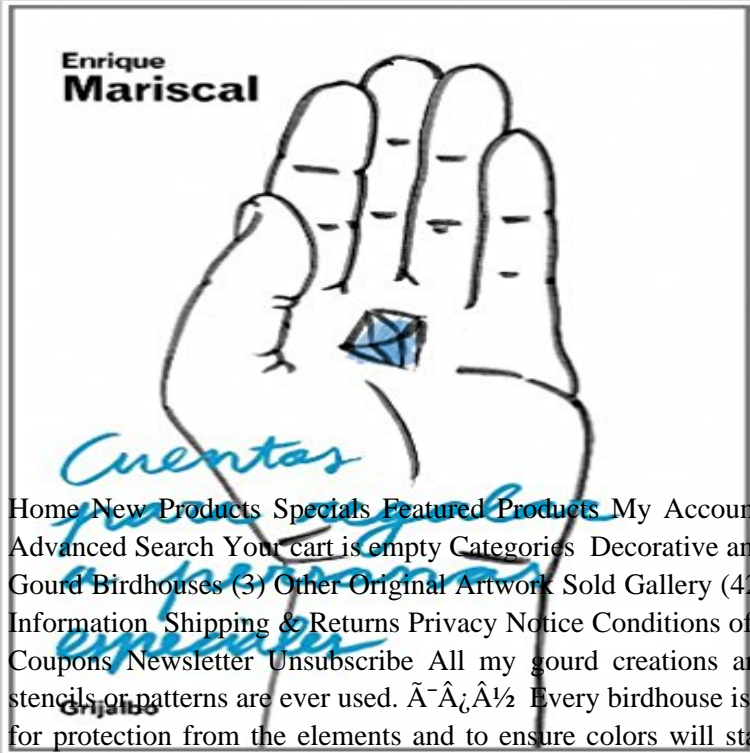 Enrique
Mariscal
Cuentos
para regalar
Home New Products Specials Featured Products My Accoun
Advanced Search Your cart is empty Categories Decorative an
a personas
Gourd Birdhouses (3) Other Original Artwork Sold Gallery (42
Information Shipping & Returns Privacy Notice Conditions of
especiales
Coupons Newsletter Unsubscribe All my gourd creations ar
stencils or patterns are ever used. Ã¯Â¿Â½ Every birdhouse is
Grijalbo
for protection from the elements and to ensure colors will sta